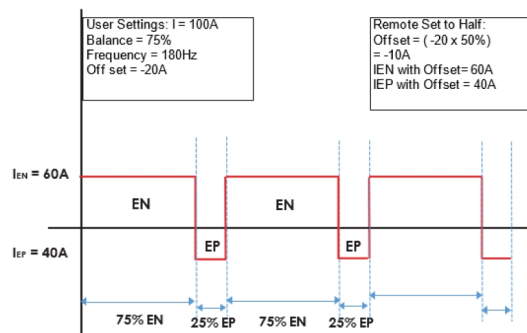 User Settings: I = 100A
Balance = 75%
Frequency = 180Hz
Off set = -20A
Remote Set to Half:
Offset = ( -20 x 50%)
= -10A
IEN with Offset= 60A
IEP with Offset = 40A
IEN = 60A
EN
EN
IEP = 40A
EP
EP
75% EN
25% EP
75% EN
25% EP